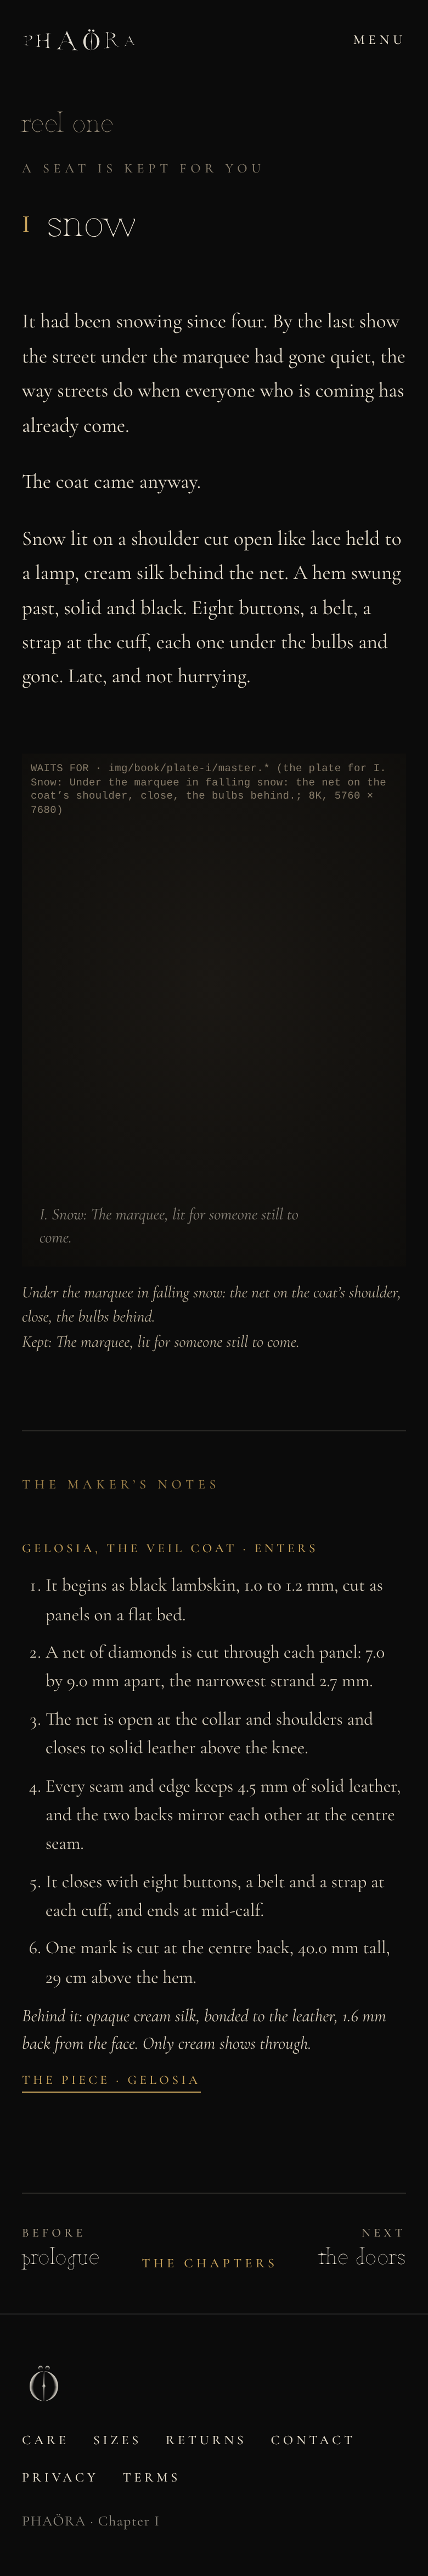 PHAÖRA
MENU
reel one
A SEAT IS KEPT FOR YOU
I snow
It had been snowing since four. By the last show
the street under the marquee had gone quiet, the
way streets do when everyone who is coming has
already come.
The coat came anyway.
Snow lit on a shoulder cut open like lace held to
a lamp, cream silk behind the net. A hem swung
past, solid and black. Eight buttons, a belt, a
strap at the cuff, each one under the bulbs and
gone. Late, and not hurrying.
WAITS FOR · img/book/plate-i/master.* (the plate for I.
Snow: Under the marquee in falling snow: the net on the
coat’s shoulder, close, the bulbs behind.; 8K, 5760 ×
7680)
I. Snow: The marquee, lit for someone still to
come.
Under the marquee in falling snow: the net on the coat’s shoulder,
close, the bulbs behind.
Kept: The marquee, lit for someone still to come.
THE MAKER'S NOTES
GELOSIA, THE VEIL COAT · ENTERS
1. It begins as black lambskin, 1.0 to 1.2 mm, cut as
panels on a flat bed.
2. A net of diamonds is cut through each panel: 7.0
by 9.0 mm apart, the narrowest strand 2.7 mm.
3. The net is open at the collar and shoulders and
closes to solid leather above the knee.
4. Every seam and edge keeps 4.5 mm of solid leather,
and the two backs mirror each other at the centre
seam.
5. It closes with eight buttons, a belt and a strap at
each cuff, and ends at mid-calf.
6. One mark is cut at the centre back, 40.0 mm tall,
29 cm above the hem.
Behind it: opaque cream silk, bonded to the leather, 1.6 mm
back from the face. Only cream shows through.
THE PIECE · GELOSIA
BEFORE
prologue
THE CHAPTERS
NEXT
the doors
Ö
CARE SIZES RETURNS CONTACT
PRIVACY TERMS
PHAÖRA · Chapter I